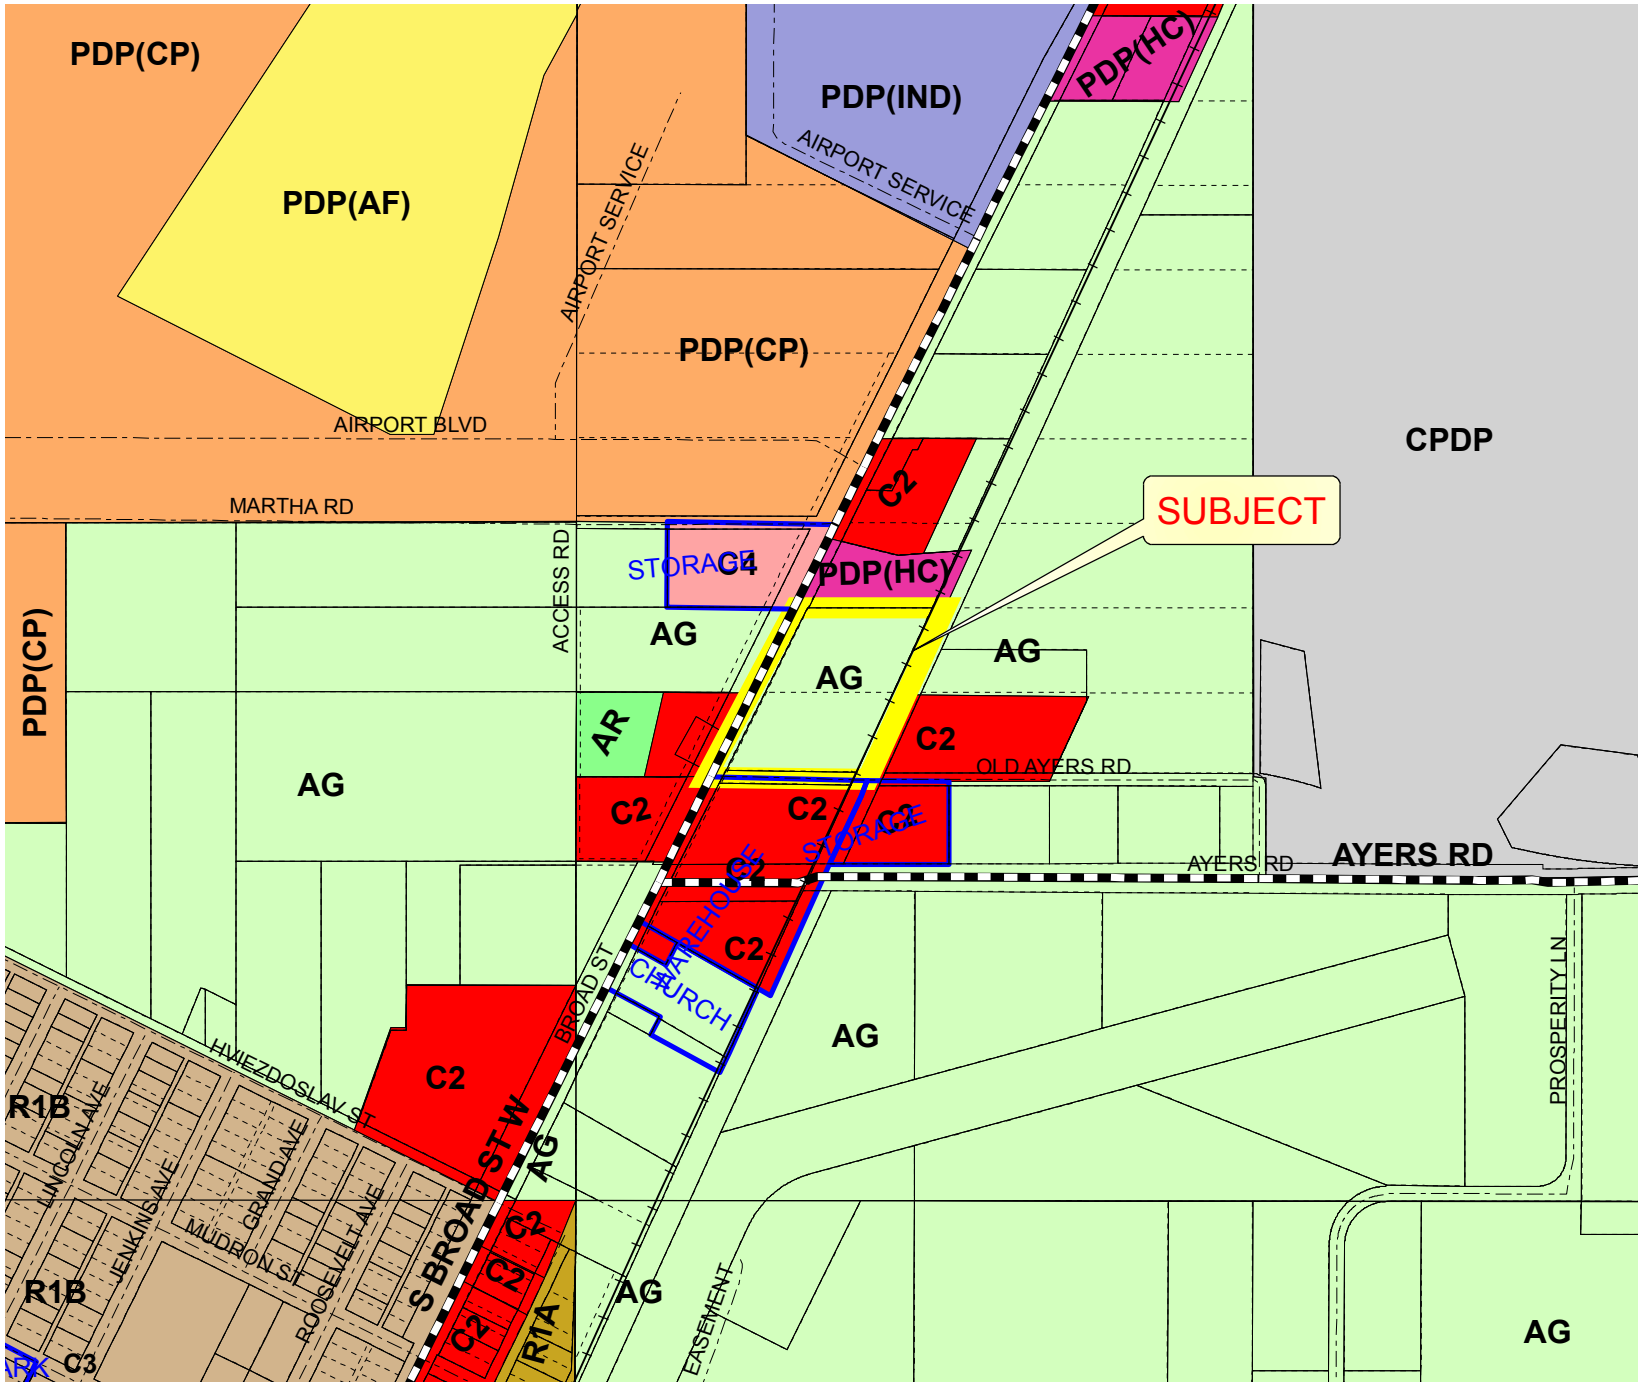 PDP(CP)
PDP(IND)
PDP(HC)
AIRPORT SERVICE
AIRPORT SERVICE
PDP(AF)
PDP(CP)
AIRPORT BLVD
CPDP
C2
MARTHA RD
SUBJECT
ACCESS RD
STORAGE
C4
PDP(HC)
PDP(CP)
AG
AG
AG
AR
C2
OLD AYERS RD
AG
C2
C2
C2
STORAGE
AYERS RD
AYERS RD
C2
WAREHOUSE
C2
CHURCH
BROAD ST
AG
PROSPERITY LN
HVIEZDOSLAV ST
C2
R1B
LINCOLN AVE
S BROAD ST W
AG
GRAND AVE
JENKINS AVE
ROOSEVELT AVE
MUDRON ST
C2
C2
C2
R1B
R1A
AG
EASEMENT
AG
C3
ARK